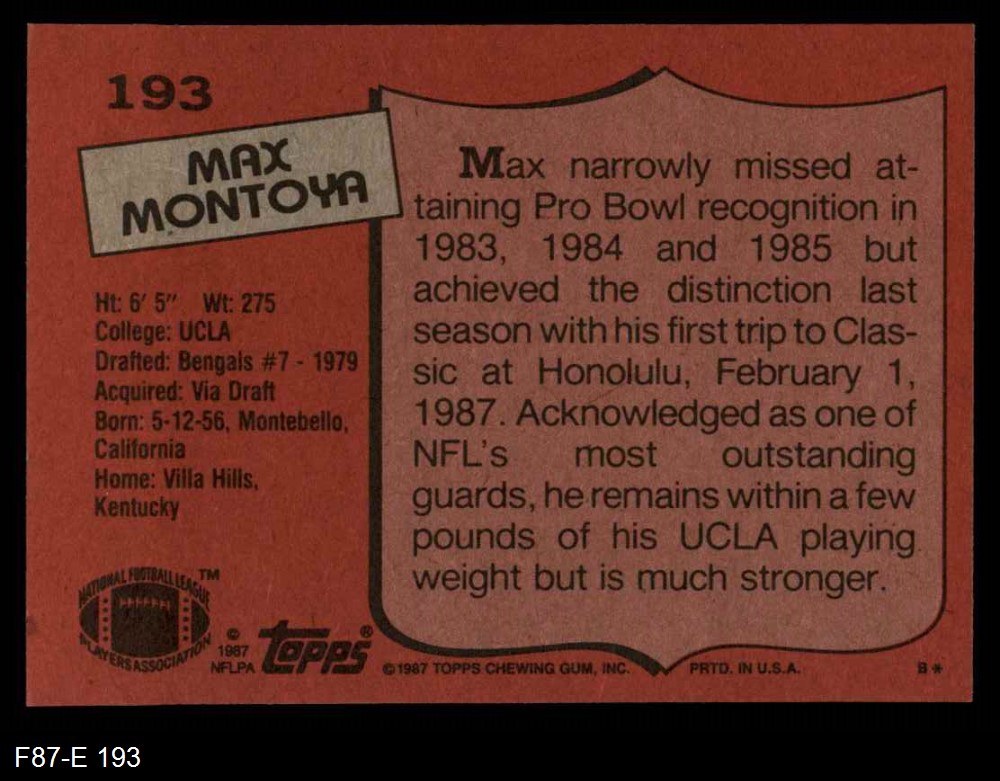 193
MAX
MONTOYA
Ht: 6' 5" Wt: 275
College: UCLA
Drafted: Bengals #7 - 1979
Acquired: Via Draft
Born: 5-12-56, Montebello,
California
Home: Villa Hills,
Kentucky
Max narrowly missed at-
taining Pro Bowl recognition in
1983, 1984 and 1985 but
achieved the distinction last
season with his first trip to Clas-
sic at Honolulu, February 1,
1987. Acknowledged as one of
NFL's most outstanding
guards, he remains within a few
pounds of his UCLA playing
weight but is much stronger.
NATIONAL FOOTBALL LEAGUE TM
PLAYERS ASSOCIATION
© 1987 NFLPA
topps®
©1987 TOPPS CHEWING GUM, INC. PRTD. IN U.S.A. B*
F87-E 193